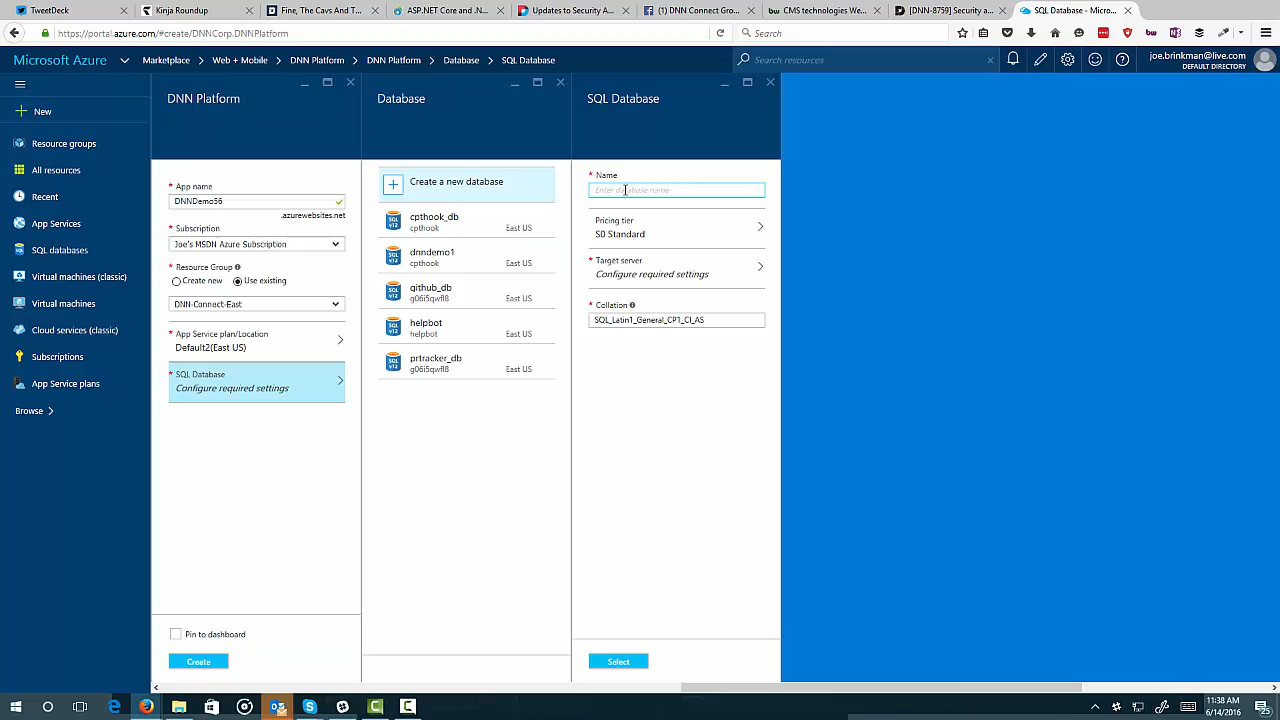 TweetDeck
Kinja Roundup
Fine, The Cavs And T...
ASP.NET Core and .N...
Updates to Security A...
(1) DNN Connect Gro...
CMS technologies We...
[DNN-8759] Security a...
SQL Database - Micro...
https://portal.azure.com/#create/DNNCorp.DNNPlatform
Search
Microsoft Azure
Marketplace > Web + Mobile > DNN Platform > DNN Platform > Database > SQL Database
Search resources
joe.brinkman@live.com
DEFAULT DIRECTORY
New
Resource groups
All resources
Recent
App Services
SQL databases
Virtual machines (classic)
Virtual machines
Cloud services (classic)
Subscriptions
App Service plans
Browse >
DNN Platform
* App name
DNNDemo56
.azurewebsites.net
* Subscription
Joe's MSDN Azure Subscription
* Resource Group
Create new Use existing
DNN-Connect-East
* App Service plan/Location
Default2(East US)
* SQL Database
Configure required settings
Pin to dashboard
Create
Database
Create a new database
cpthook_db
cpthook East US
dnndemo1
cpthook East US
github_db
g06i5qwfl8 East US
helpbot
helpbot East US
prtracker_db
g06i5qwfl8 East US
SQL Database
* Name
Enter database name
Pricing tier
S0 Standard
* Target server
Configure required settings
* Collation
SQL_Latin1_General_CP1_CI_AS
Select
11:38 AM
6/14/2016
25